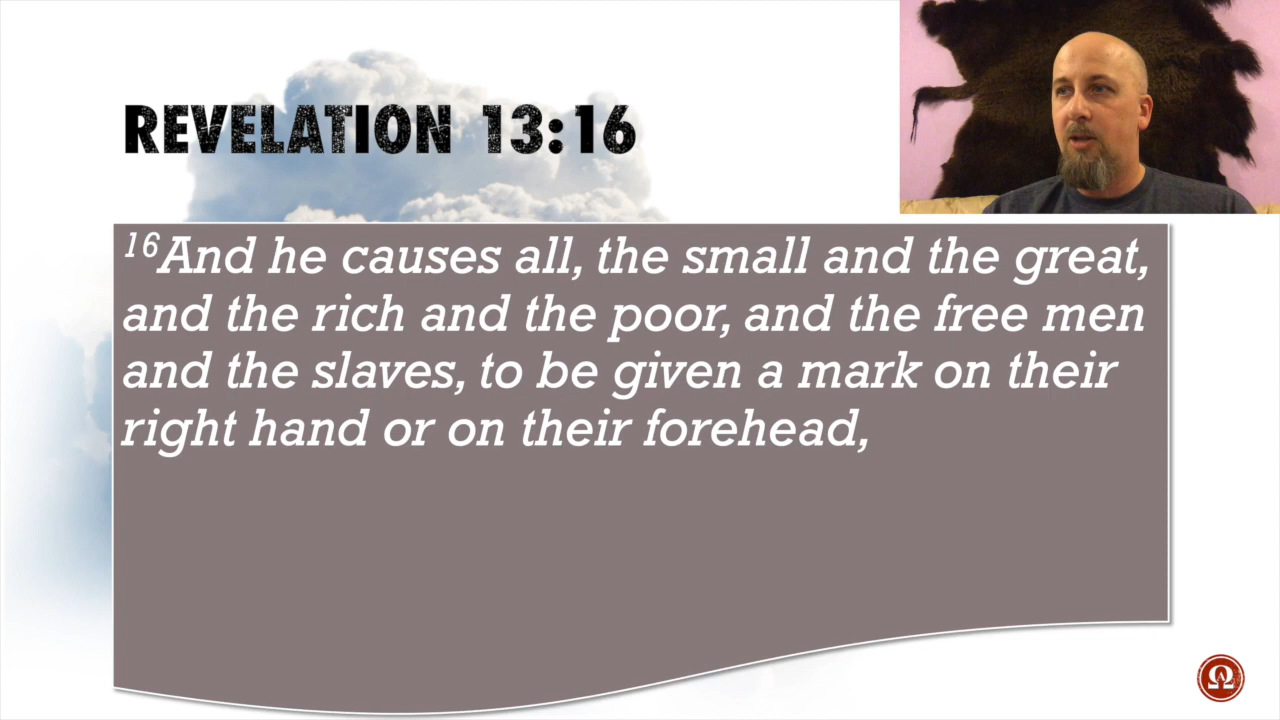 REVELATION 13:16
16And he causes all, the small and the great,
and the rich and the poor, and the free men
and the slaves, to be given a mark on their
right hand or on their forehead,
Ω